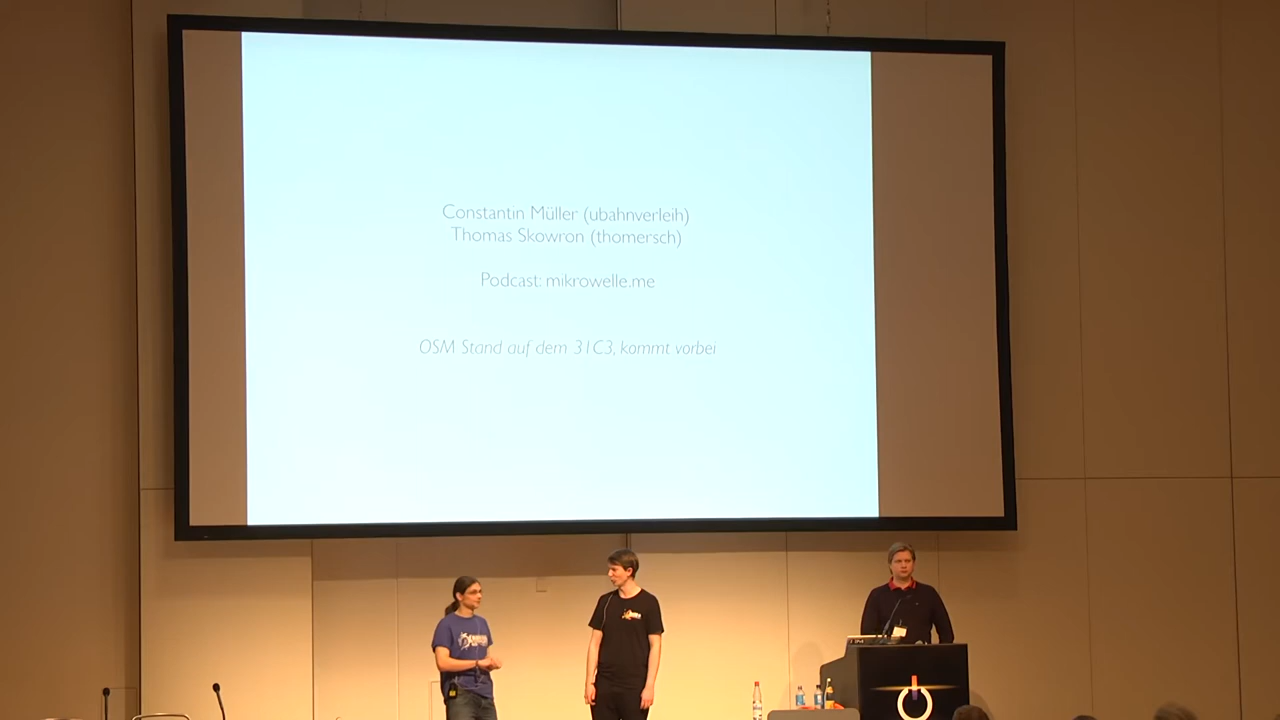 Constantin Müller (ubahnverleih)
Thomas Skowron (thomersch)
Podcast: mikrowelle.me
OSM Stand auf dem 31C3, kommt vorbei